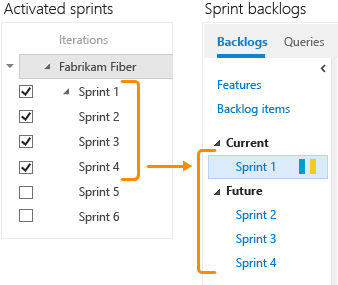 Activated sprints
Iterations
Fabrikam Fiber
Sprint 1
Sprint 2
Sprint 3
Sprint 4
Sprint 5
Sprint 6
Sprint backlogs
Backlogs Queries
Features
Backlog items
Current
Sprint 1
Future
Sprint 2
Sprint 3
Sprint 4